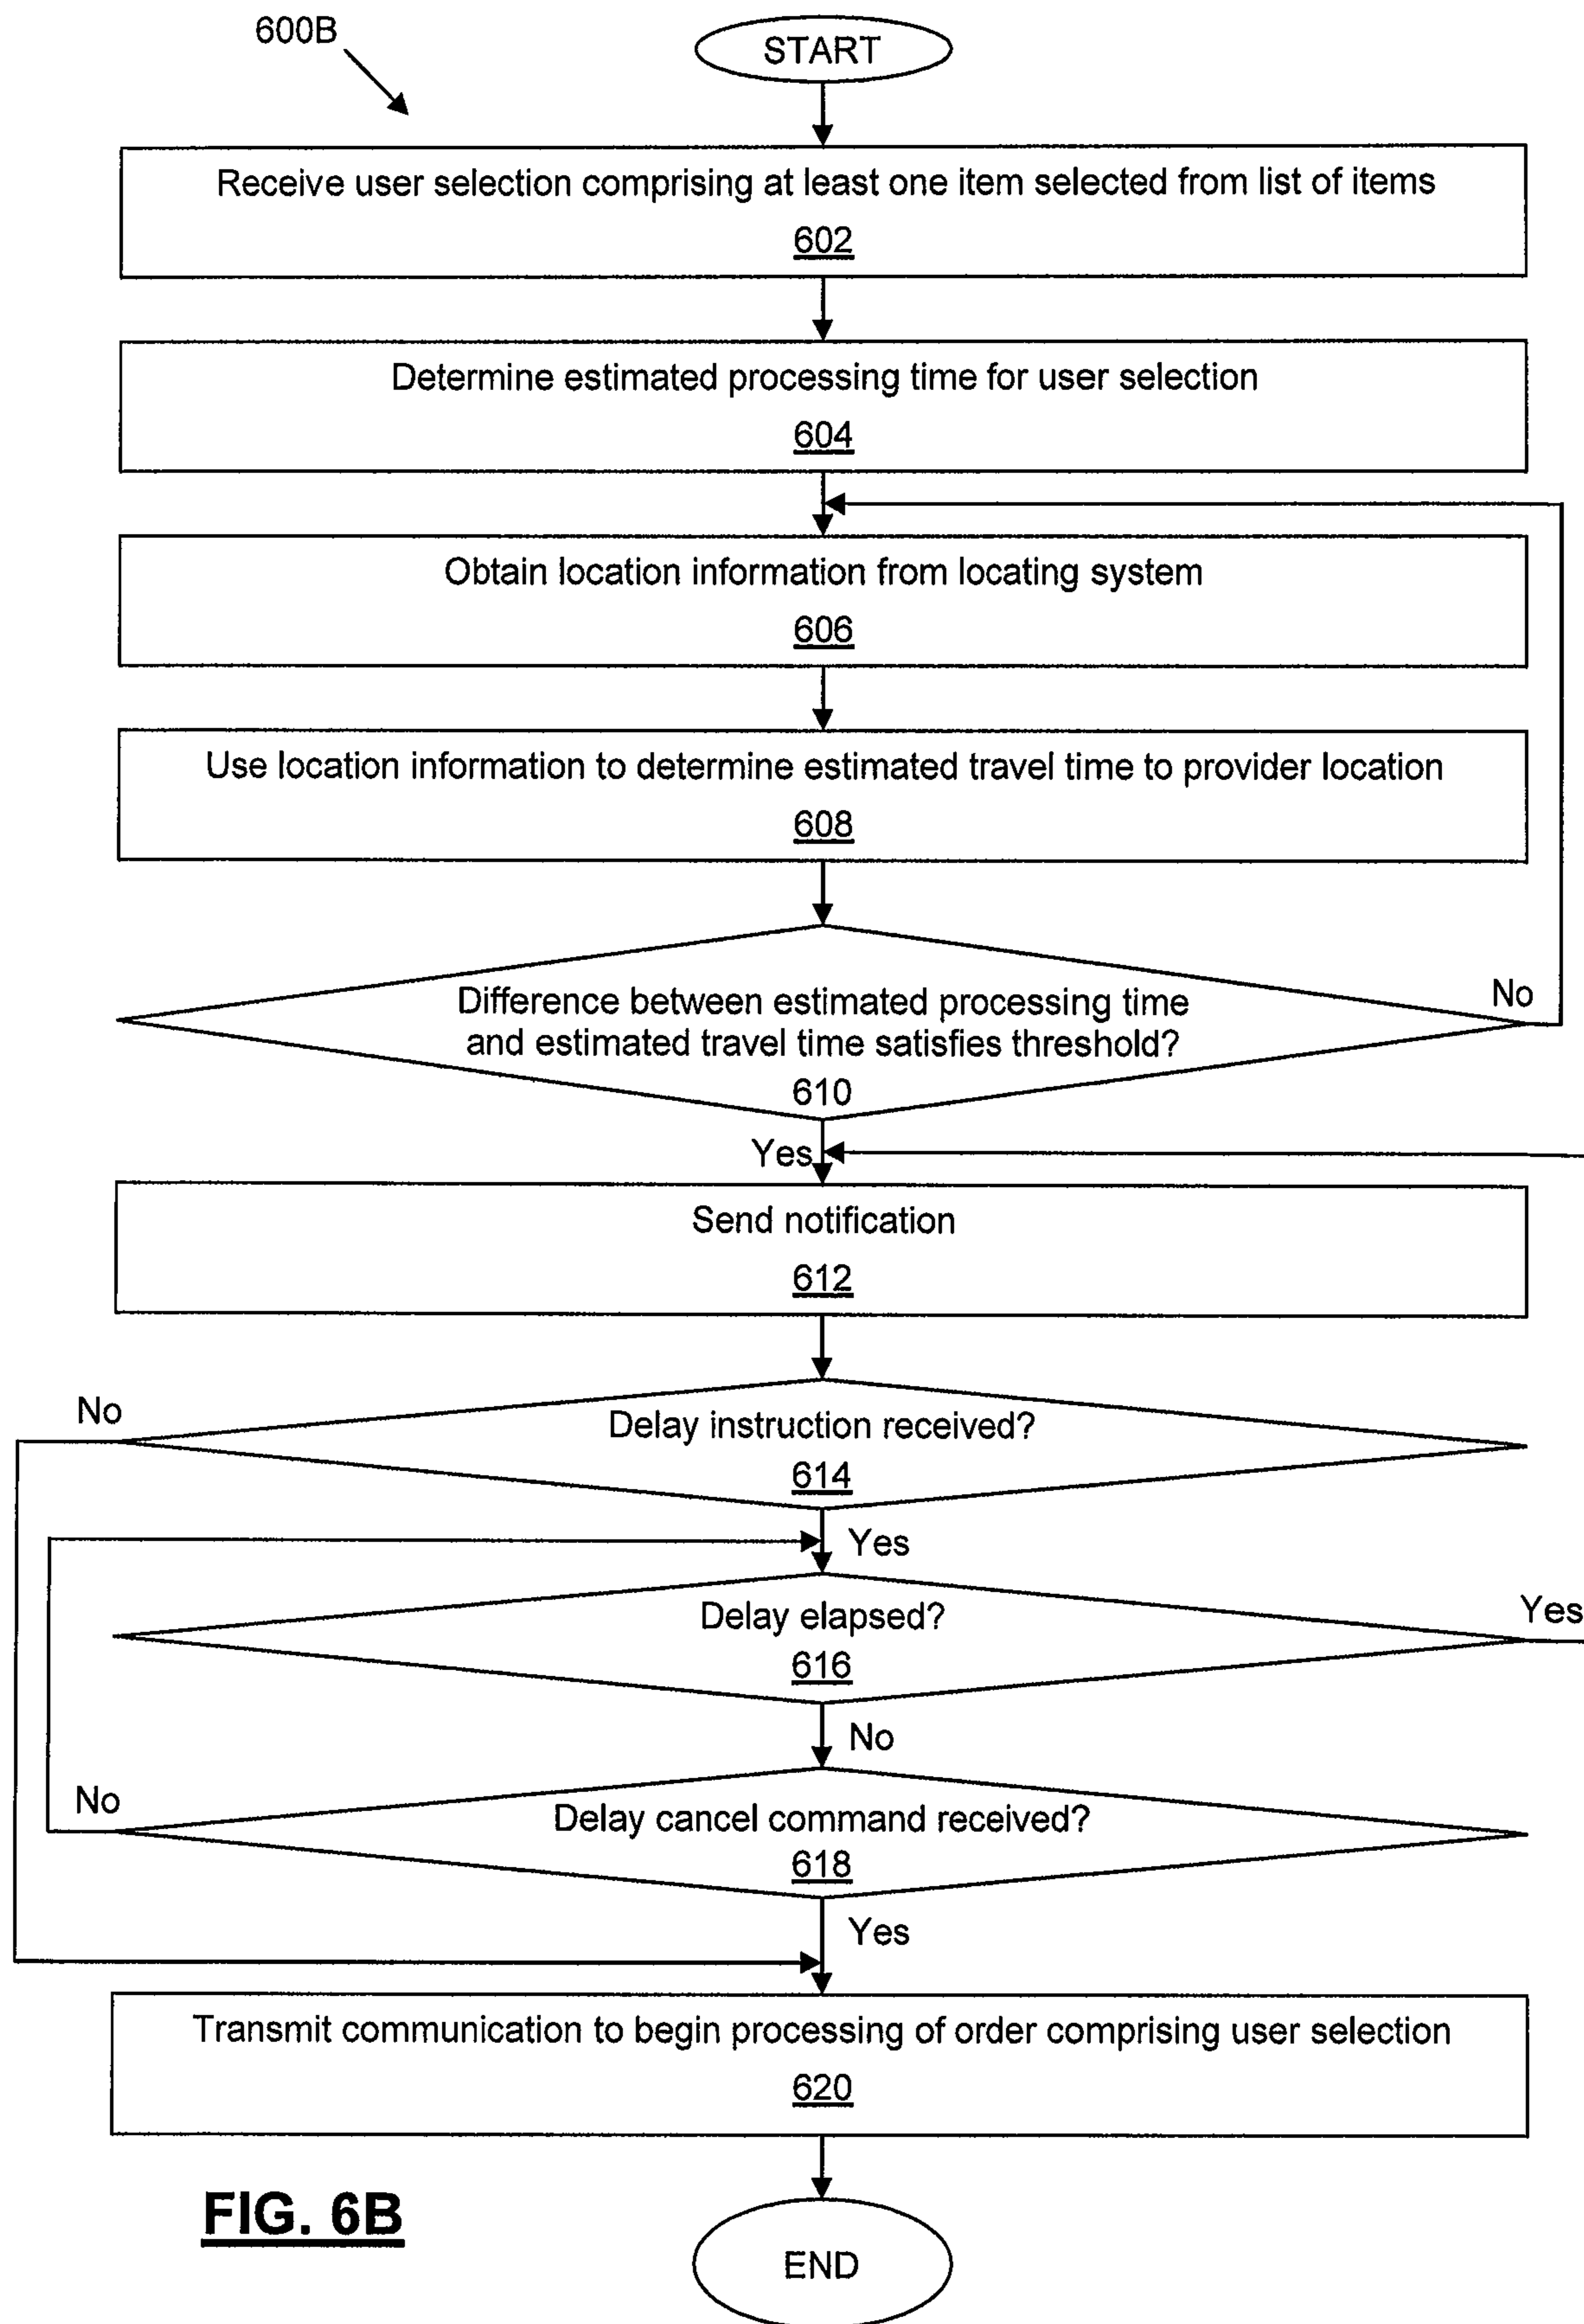 600B
START
Receive user selection comprising at least one item selected from list of items
602
Determine estimated processing time for user selection
604
Obtain location information from locating system
606
Use location information to determine estimated travel time to provider location
608
Difference between estimated processing time
and estimated travel time satisfies threshold?
610
No
Yes
Send notification
612
No
Delay instruction received?
614
Yes
Delay elapsed?
616
Yes
No
No
Delay cancel command received?
618
Yes
Transmit communication to begin processing of order comprising user selection
620
FIG. 6B
END